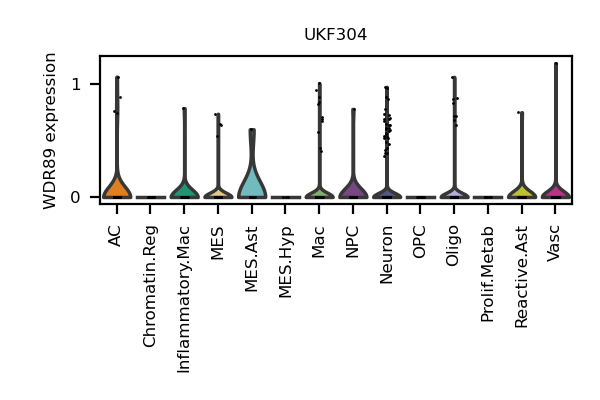 UKF304
WDR89 expression
1
0
AC
Chromatin.Reg
Inflammatory.Mac
MES
MES.Ast
MES.Hyp
Mac
NPC
Neuron
OPC
Oligo
Prolif.Metab
Reactive.Ast
Vasc